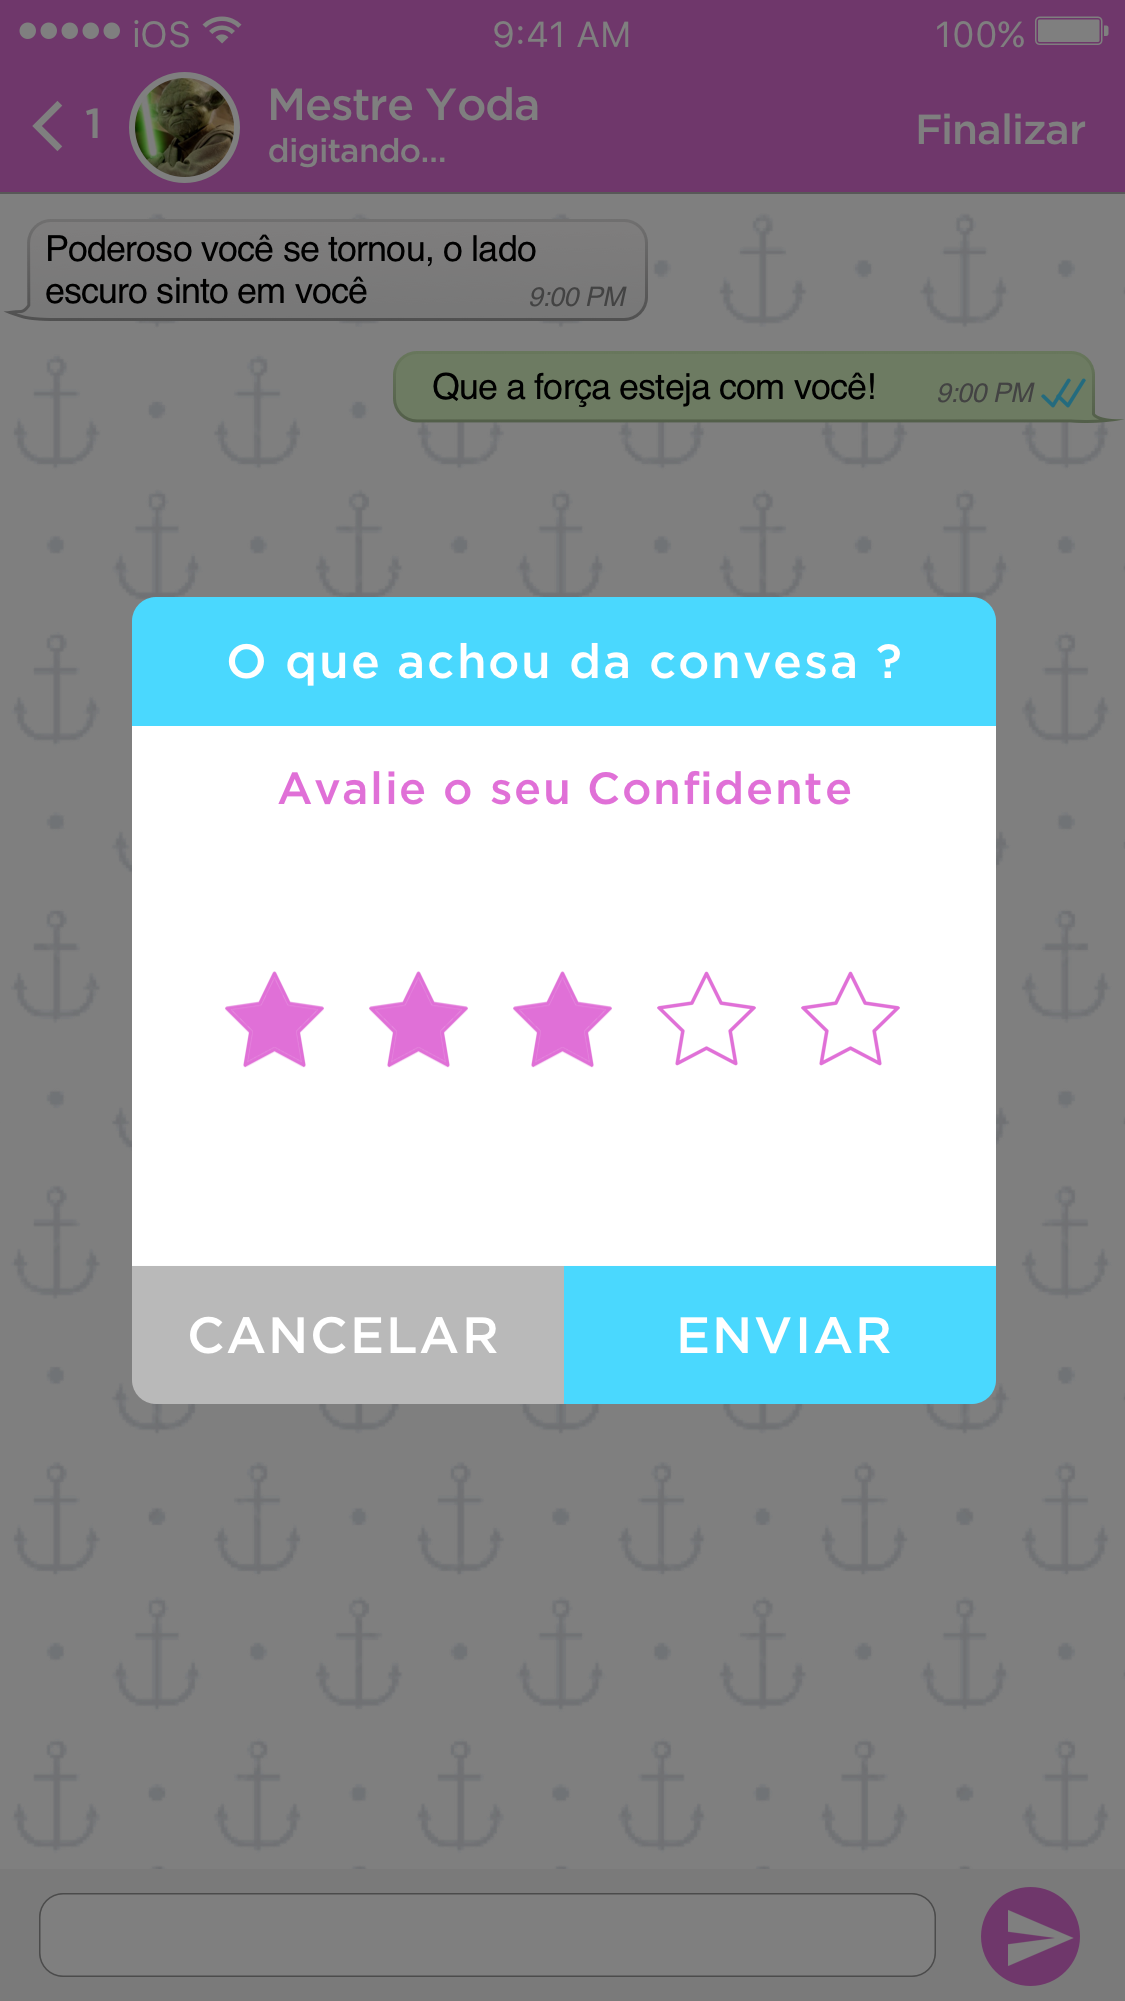 iOS 9:41 AM 100%
1 Mestre Yoda Finalizar
digitando...
Poderoso você se tornou, o lado
escuro sinto em você 9:00 PM
Que a força esteja com você! 9:00 PM
O que achou da convesa ?
Avalie o seu Confidente
CANCELAR ENVIAR